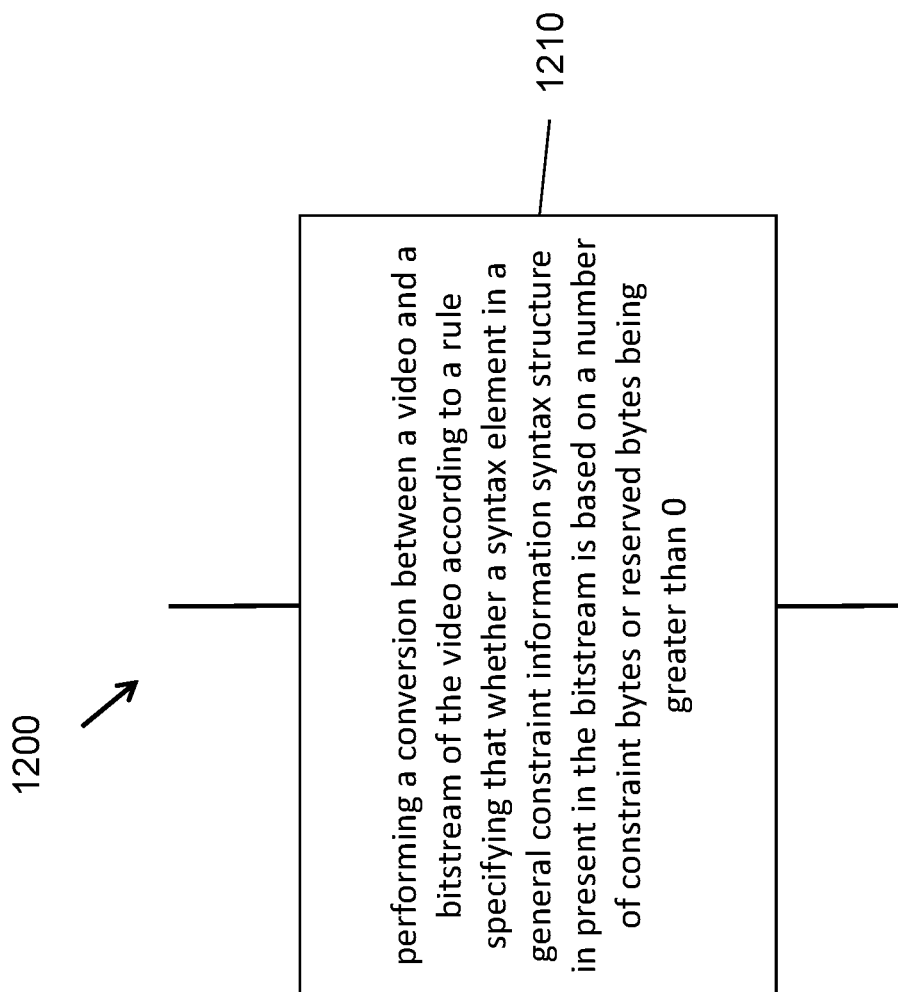 1200
performing a conversion between a video and a
bitstream of the video according to a rule
specifying that whether a syntax element in a
general constraint information syntax structure
in present in the bitstream is based on a number
of constraint bytes or reserved bytes being
greater than 0
1210